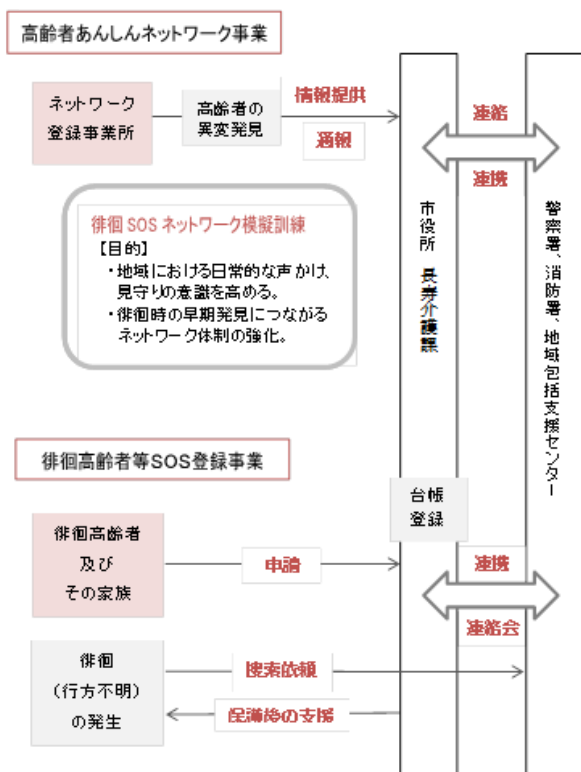 高齢者あんしんネットワーク事業
ネットワーク
登録事業所
高齢者の
異変発見
情報提供
通報
連絡
連携
徘徊 SOS ネットワーク模擬訓練
【目的】
・地域における日常的な声かけ、
見守りの意識を高める。
・徘徊時の早期発見につながる
ネットワーク体制の強化。
市役所 長寿介護課
警察署、消防署、地域包括支援センター
徘徊高齢者等SOS登録事業
台帳
登録
徘徊高齢者
及び
その家族
申請
連携
連絡会
徘徊
(行方不明)
の発生
捜索依頼
保護後の支援